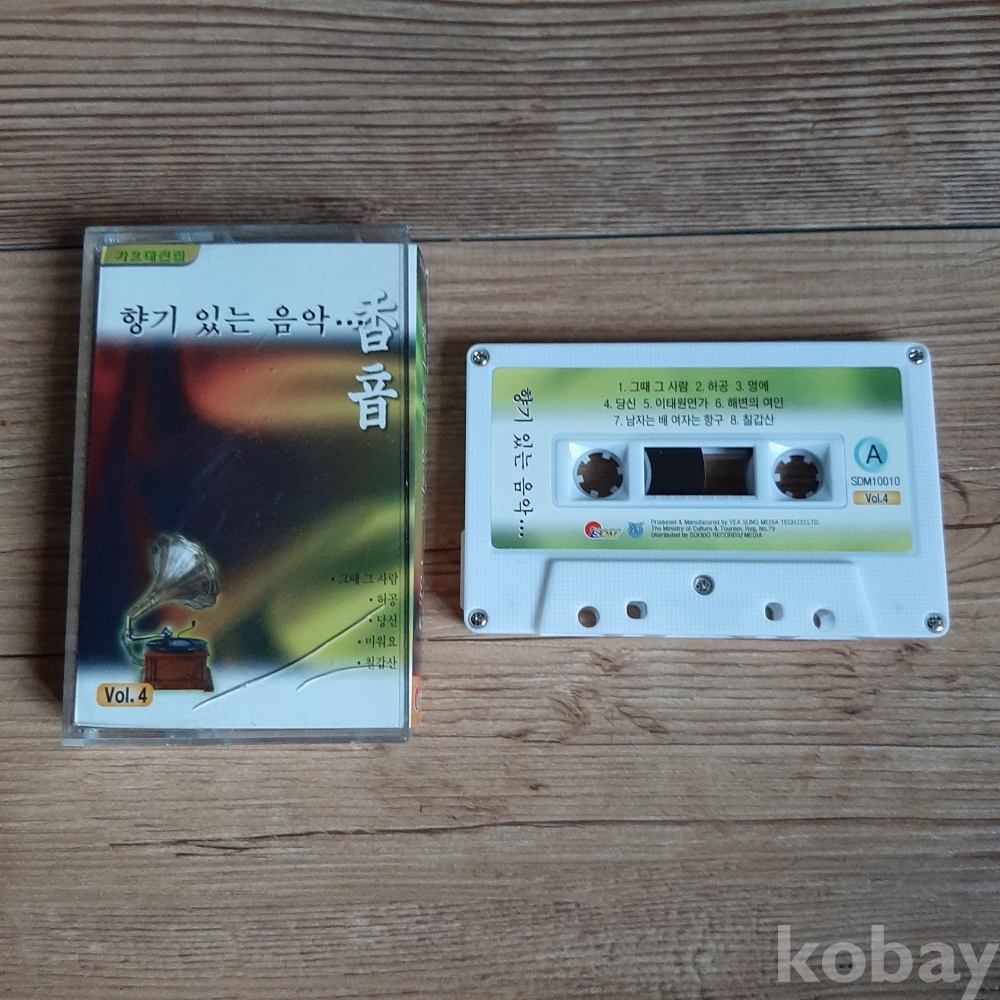 가요대전집
향기 있는 음악...
香音
• 그때 그 사람
• 허공
• 당신
• 미워요
• 칠갑산
Vol. 4
향기 있는 음악...
1. 그때 그 사람 2. 허공 3. 멍에
4. 당신 5. 이태원연가 6. 해변의 여인
7. 남자는 배 여자는 항구 8. 칠갑산
A
SDM10010
Vol.4
Produced & Manufactured by YEA SUNG MEDIA TECH.CO.LTD.
The Ministry of Culture & Tourism. Reg. No.79
Distributed by SOODO RECORDS/MEDIA
kobay